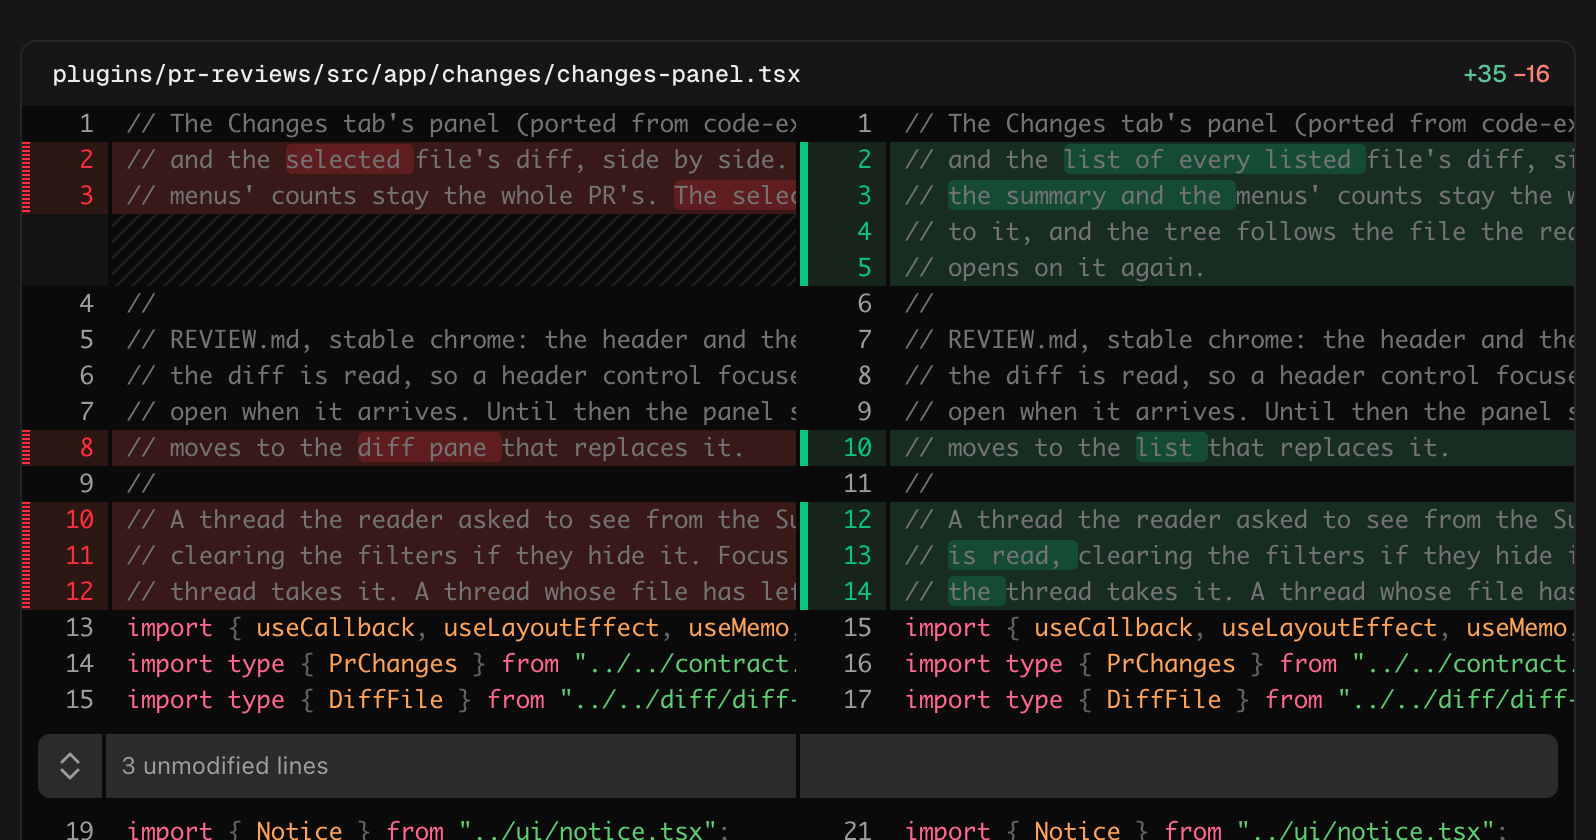 plugins/pr-reviews/src/app/changes/changes-panel.tsx
+35 −16
1 // The Changes tab's panel (ported from code-ex
2 // and the selected file's diff, side by side.
3 // menus' counts stay the whole PR's. The selec
4 //
5 // REVIEW.md, stable chrome: the header and the
6 // the diff is read, so a header control focuse
7 // open when it arrives. Until then the panel s
8 // moves to the diff pane that replaces it.
9 //
10 // A thread the reader asked to see from the Su
11 // clearing the filters if they hide it. Focus
12 // thread takes it. A thread whose file has lef
13 import { useCallback, useLayoutEffect, useMemo,
14 import type { PrChanges } from "../../contract.
15 import type { DiffFile } from "../../diff/diff-
3 unmodified lines
19 import { Notice } from "../ui/notice.tsx";
1 // The Changes tab's panel (ported from code-ex
2 // and the list of every listed file's diff, si
3 // the summary and the menus' counts stay the w
4 // to it, and the tree follows the file the rea
5 // opens on it again.
6 //
7 // REVIEW.md, stable chrome: the header and the
8 // the diff is read, so a header control focuse
9 // open when it arrives. Until then the panel s
10 // moves to the list that replaces it.
11 //
12 // A thread the reader asked to see from the Su
13 // is read, clearing the filters if they hide i
14 // the thread takes it. A thread whose file has
15 import { useCallback, useLayoutEffect, useMemo,
16 import type { PrChanges } from "../../contract.
17 import type { DiffFile } from "../../diff/diff-
21 import { Notice } from "../ui/notice.tsx";